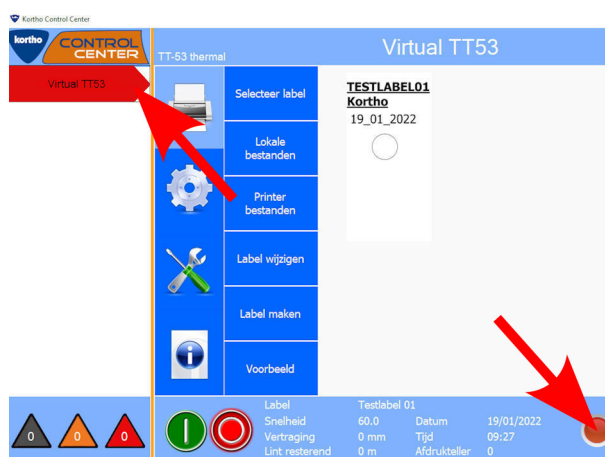 Kortho Control Center
kortho
CONTROL
CENTER
TT-53 thermal
Virtual TT53
Virtual TT53
Selecteer label
Lokale
bestanden
Printer
bestanden
Label wijzigen
Label maken
Voorbeeld
TESTLABEL01
Kortho
19_01_2022
0
0
0
Label Testlabel 01
Snelheid 60.0 Datum 19/01/2022
Vertraging 0 mm Tijd 09:27
Lint resterend 0 m Afdrukteller 0